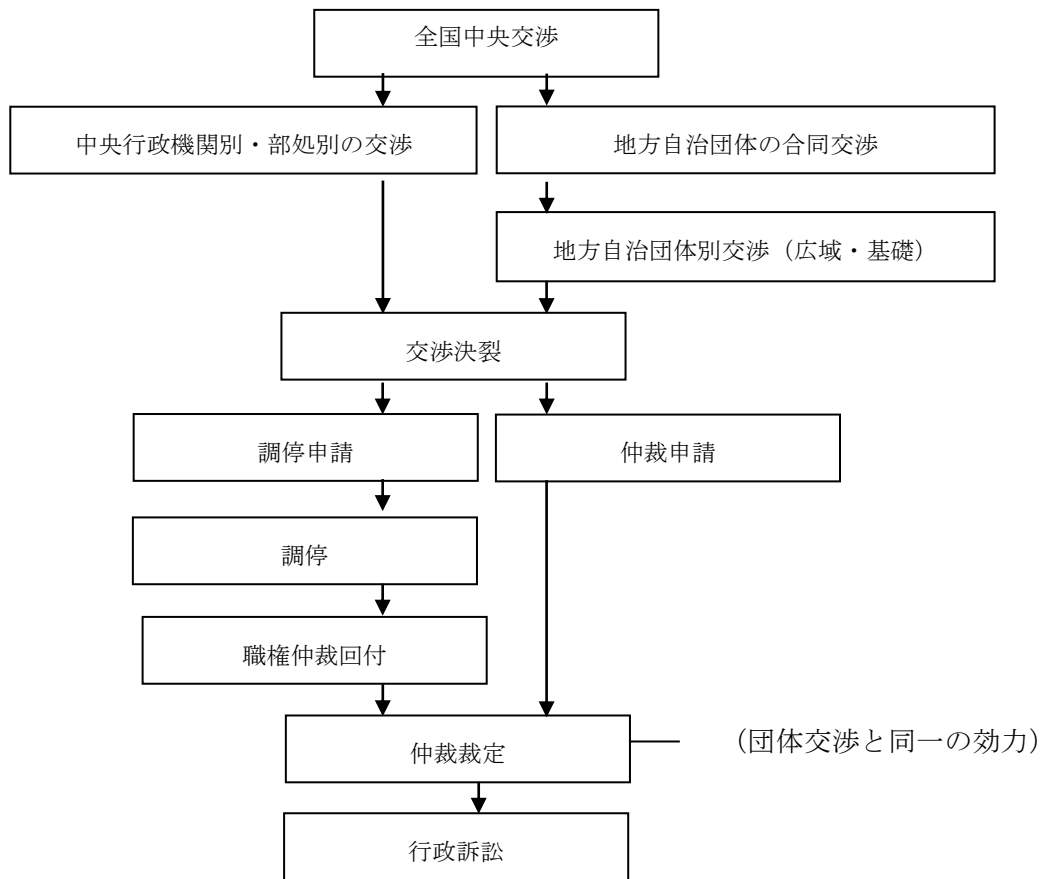 全国中央交渉
中央行政機関別・部処別の交渉
地方自治団体の合同交渉
地方自治団体別交渉（広域・基礎）
交渉決裂
調停申請
仲裁申請
調停
職権仲裁回付
仲裁裁定
（団体交渉と同一の効力）
行政訴訟